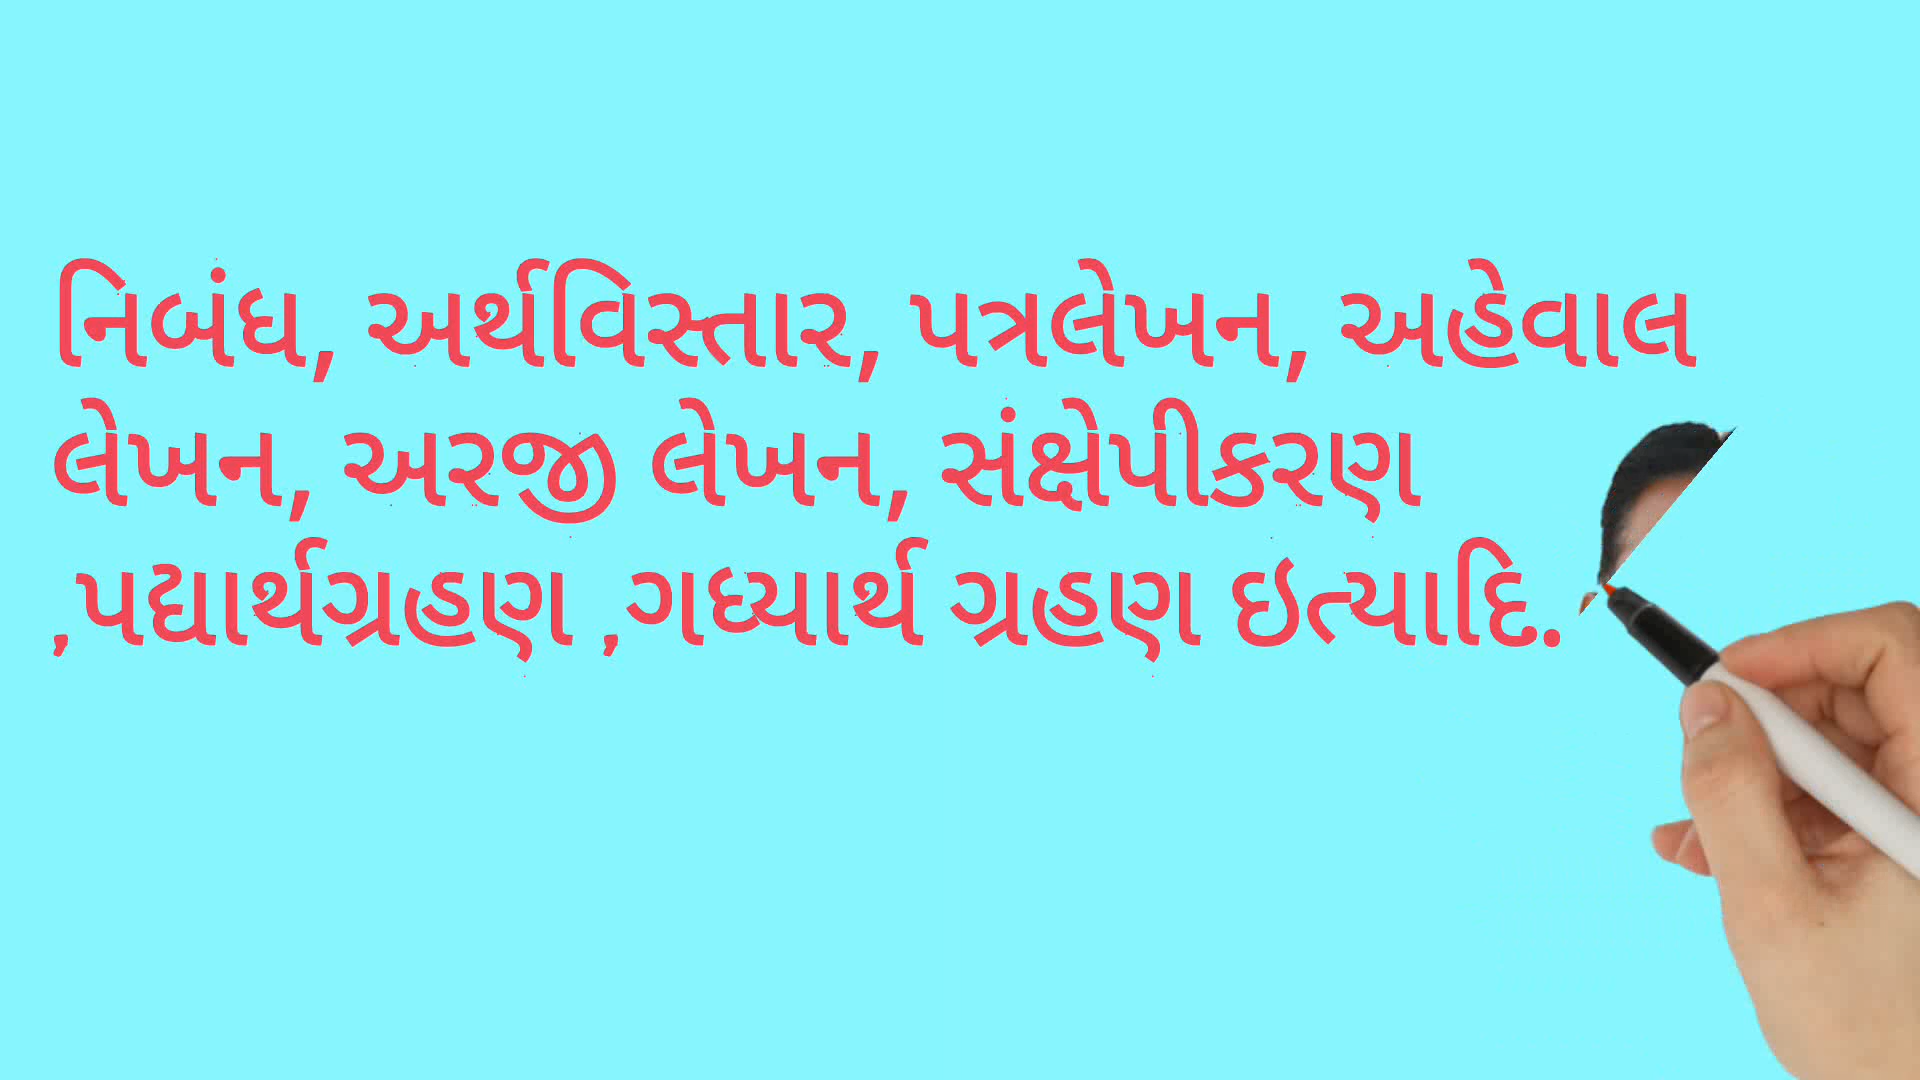 નિબંધ, અર્થવિસ્તાર, પત્રલેખન, અહેવાલ
લેખન, અરજી લેખન, સંક્ષેપીકરણ
,પદ્યાર્થગ્રહણ ,ગદ્યાર્થ ગ્રહણ ઇત્યાદિ.